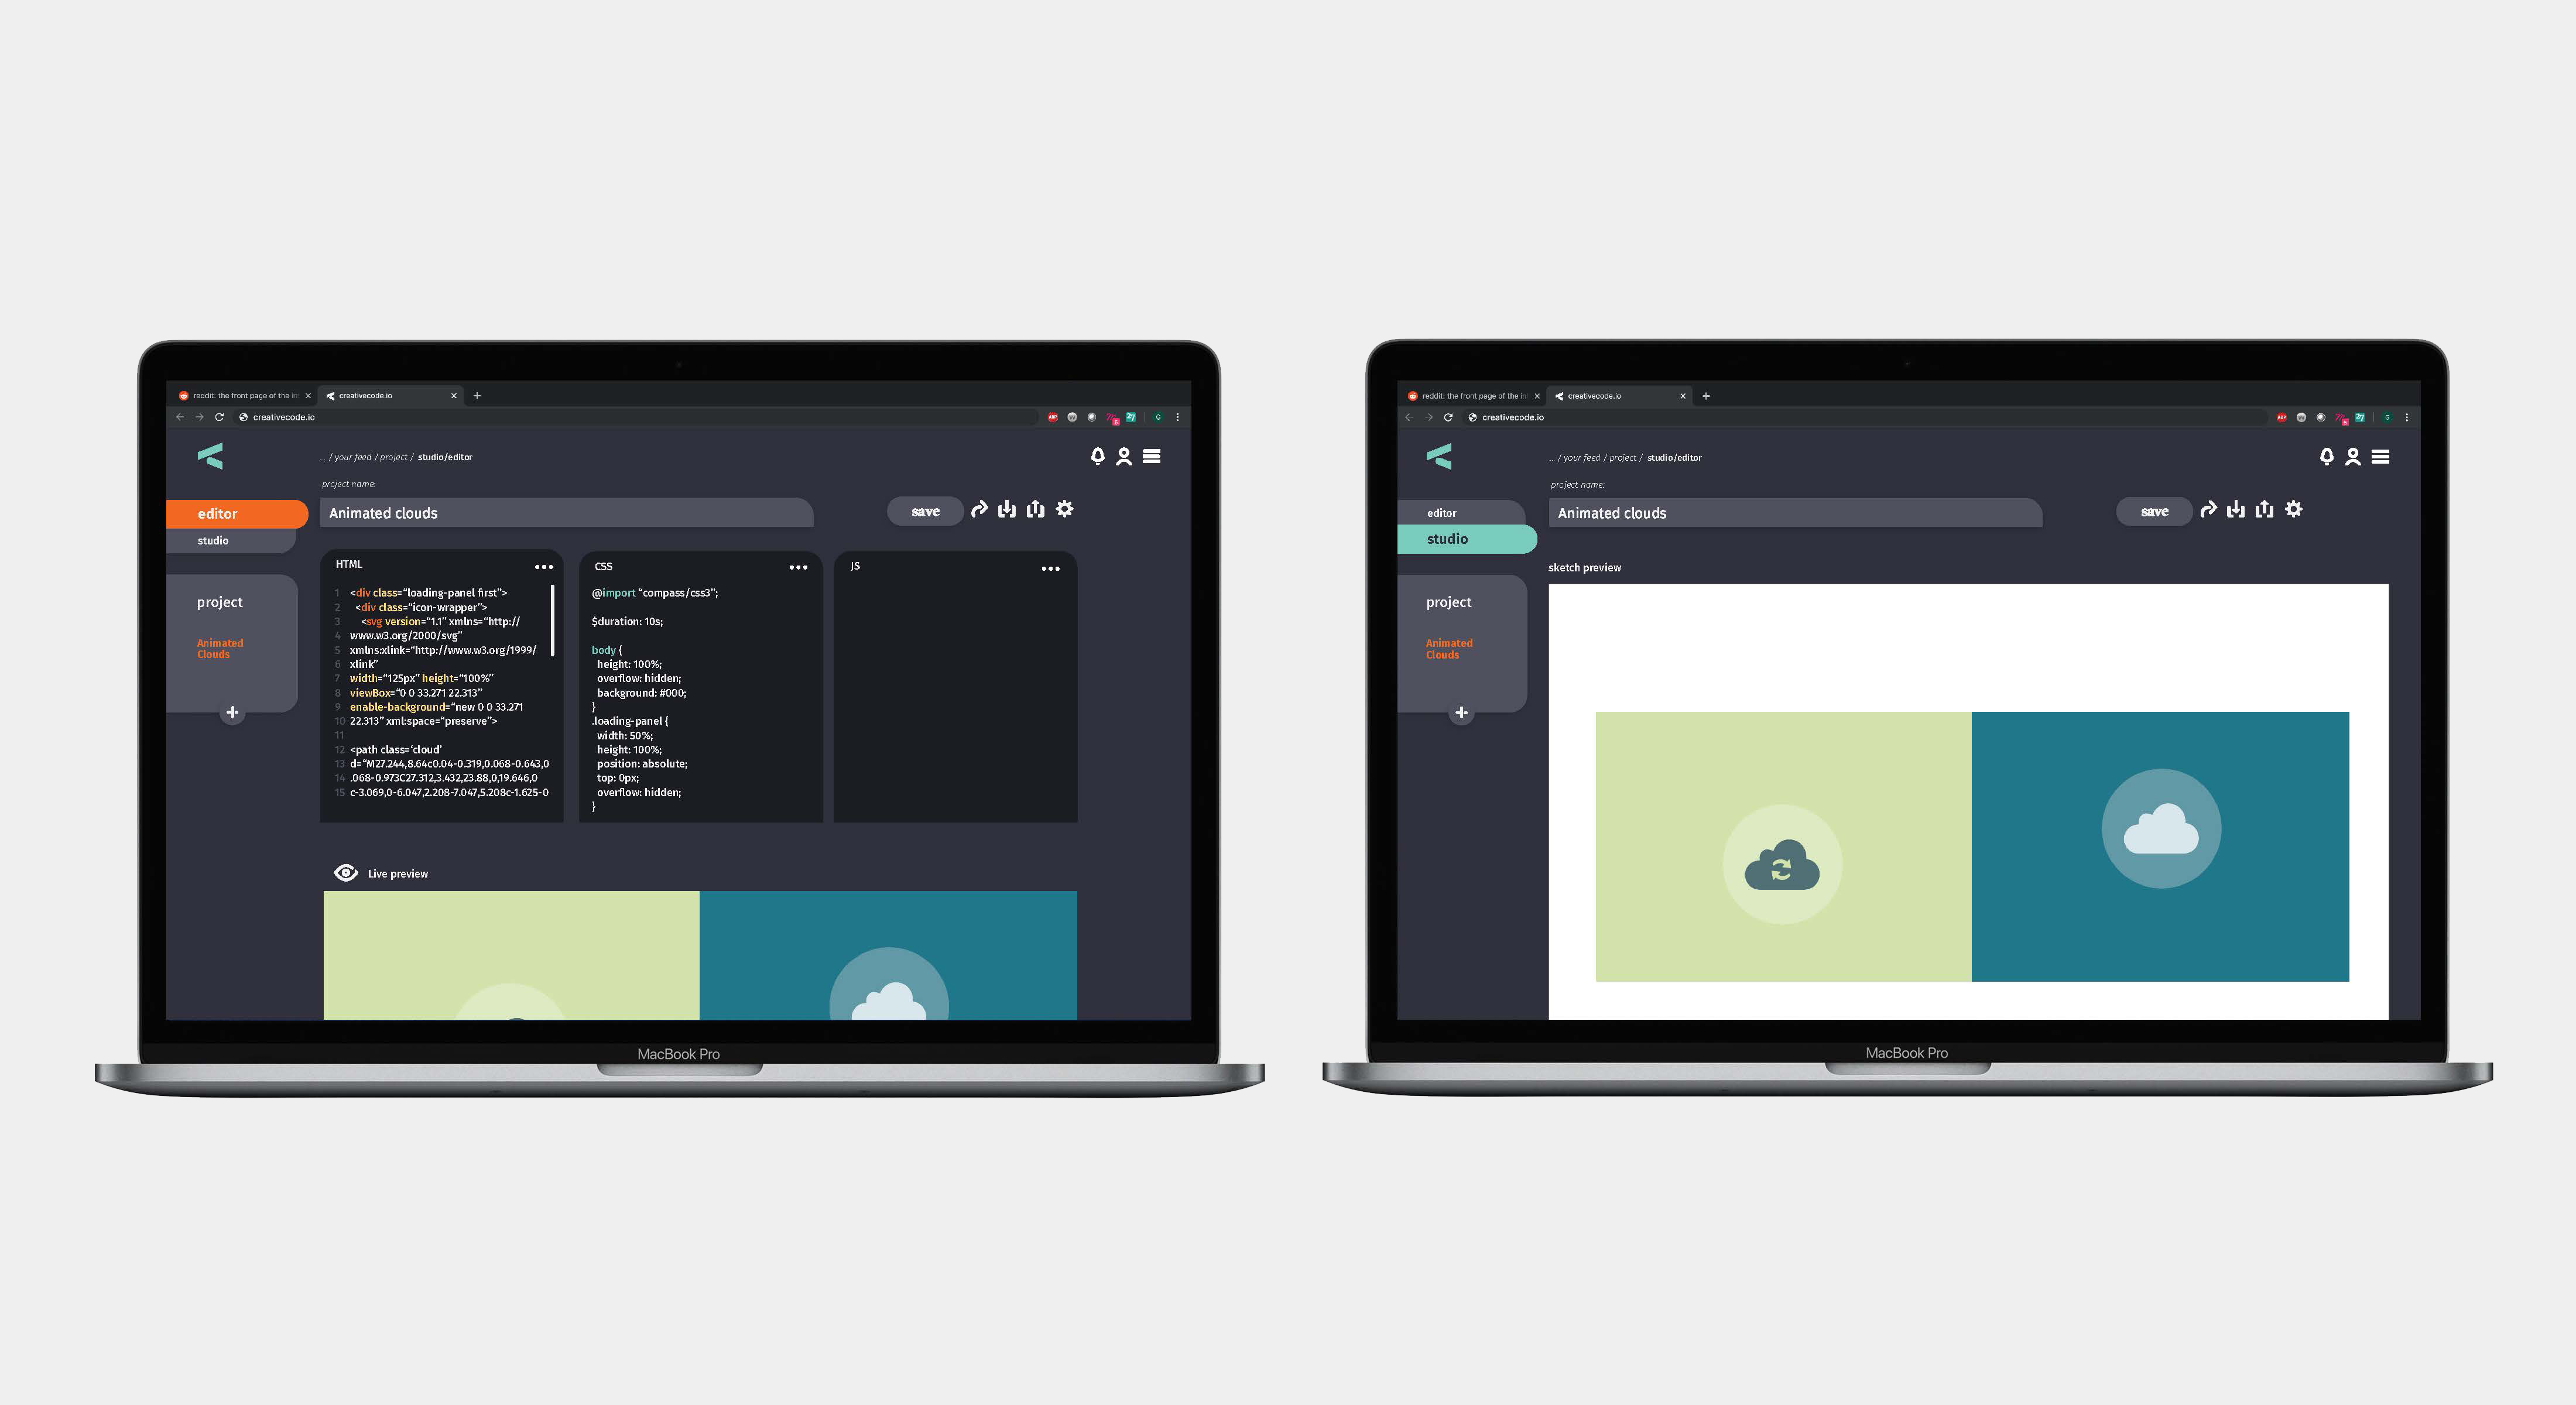 reddit: the front page of the in
creativecode.io
creativecode.io
... / your feed / project / studio/editor
project name:
editor
Animated clouds
save
studio
HTML
1 <div class=“loading-panel first”>
2 <div class=“icon-wrapper”>
3 <svg version=“1.1” xmlns=“http://
4 www.w3.org/2000/svg”
5 xmlns:xlink=“http://www.w3.org/1999/
6 xlink”
7 width=“125px” height=“100%”
8 viewBox=“0 0 33.271 22.313”
9 enable-background=“new 0 0 33.271
10 22.313” xml:space=“preserve”>
11
12 <path class=‘cloud’
13 d=“M27.244,8.64c0.04-0.319,0.068-0.643,0
14 .068-0.973C27.312,3.432,23.88,0,19.646,0
15 c-3.069,0-6.047,2.208-7.047,5.208c-1.625-0
CSS
@import “compass/css3”;
$duration: 10s;
body {
height: 100%;
overflow: hidden;
background: #000;
}
.loading-panel {
width: 50%;
height: 100%;
position: absolute;
top: 0px;
overflow: hidden;
}
JS
project
Animated
Clouds
Live preview
MacBook Pro
reddit: the front page of the in
creativecode.io
creativecode.io
... / your feed / project / studio/editor
project name:
editor
Animated clouds
save
studio
sketch preview
project
Animated
Clouds
MacBook Pro